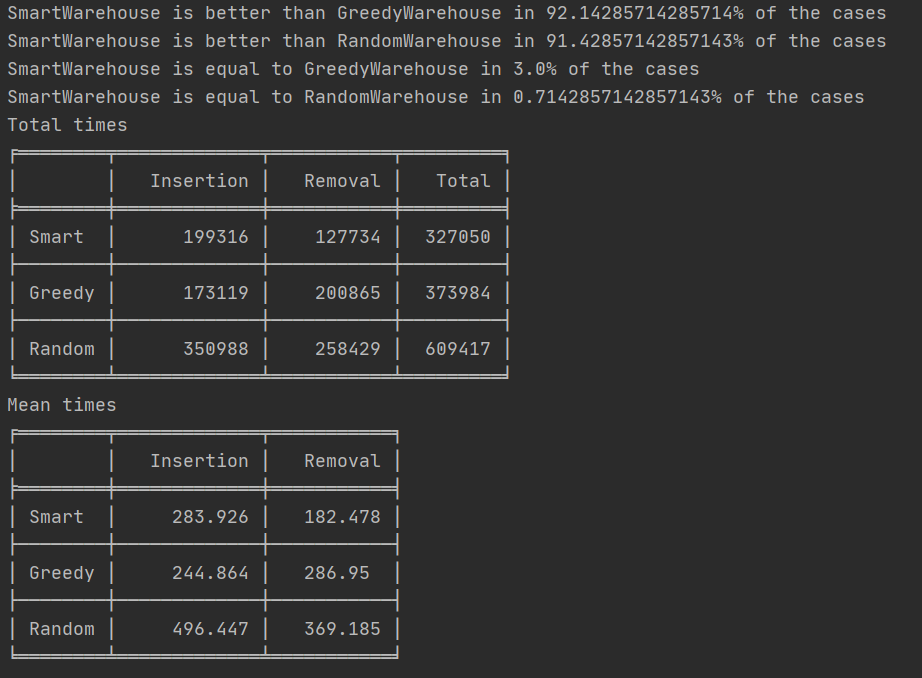 SmartWarehouse is better than GreedyWarehouse in 92.14285714285714% of the cases
SmartWarehouse is better than RandomWarehouse in 91.42857142857143% of the cases
SmartWarehouse is equal to GreedyWarehouse in 3.0% of the cases
SmartWarehouse is equal to RandomWarehouse in 0.7142857142857143% of the cases
Total times
Insertion Removal Total
Smart 199316 127734 327050
Greedy 173119 200865 373984
Random 350988 258429 609417
Mean times
Insertion Removal
Smart 283.926 182.478
Greedy 244.864 286.95
Random 496.447 369.185